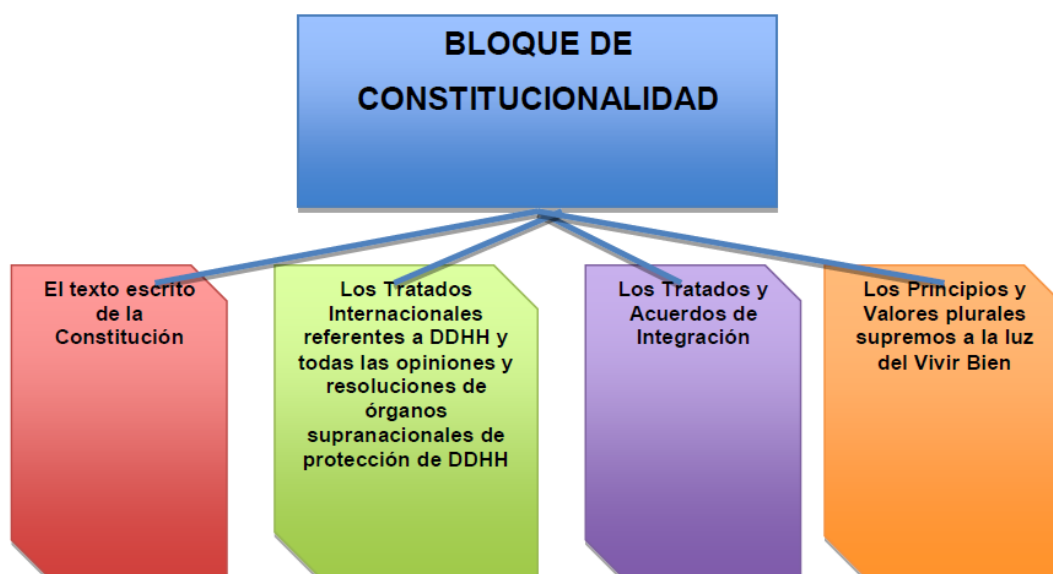 BLOQUE DE
CONSTITUCIONALIDAD
El texto escrito
de la
Constitución
Los Tratados
Internacionales
referentes a DDHH y
todas las opiniones y
resoluciones de
órganos
supranacionales de
protección de DDHH
Los Tratados y
Acuerdos de
Integración
Los Principios y
Valores plurales
supremos a la luz
del Vivir Bien